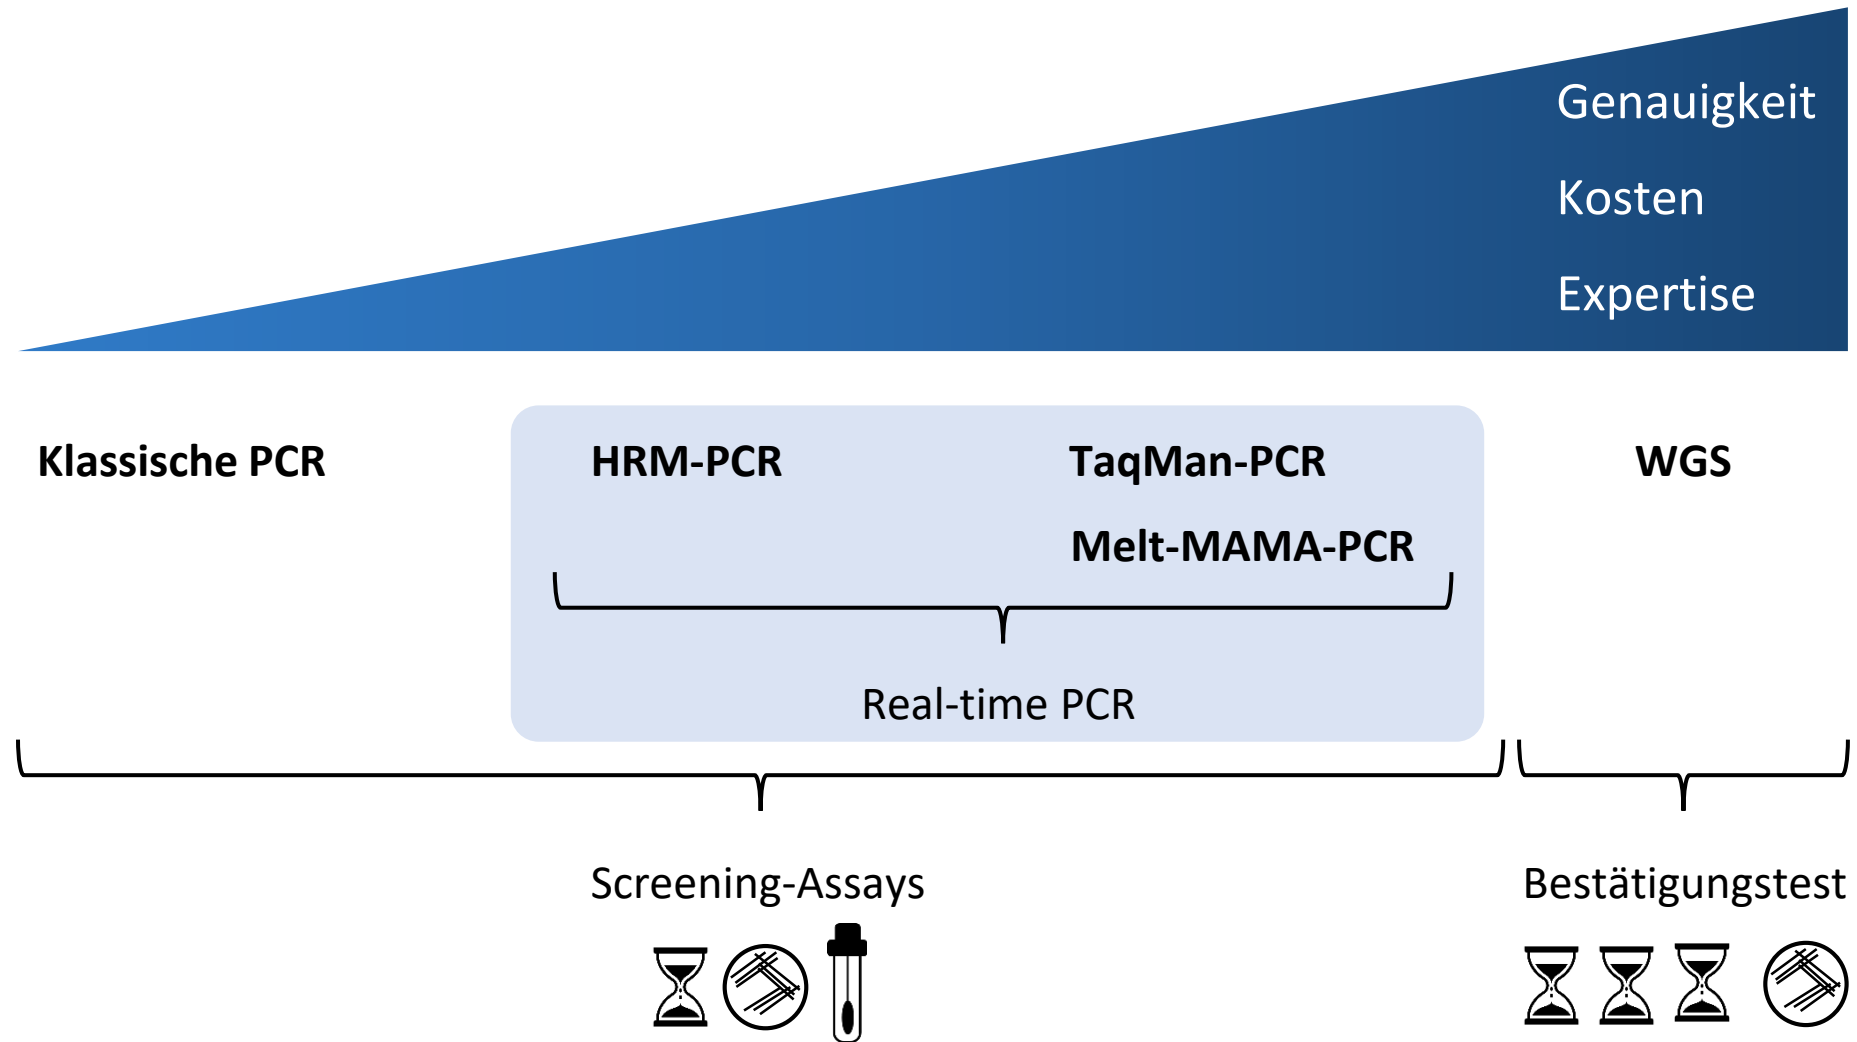 Genauigkeit
Kosten
Expertise
Klassische PCR
HRM-PCR
TaqMan-PCR
WGS
Melt-MAMA-PCR
Real-time PCR
Screening-Assays
Bestätigungstest